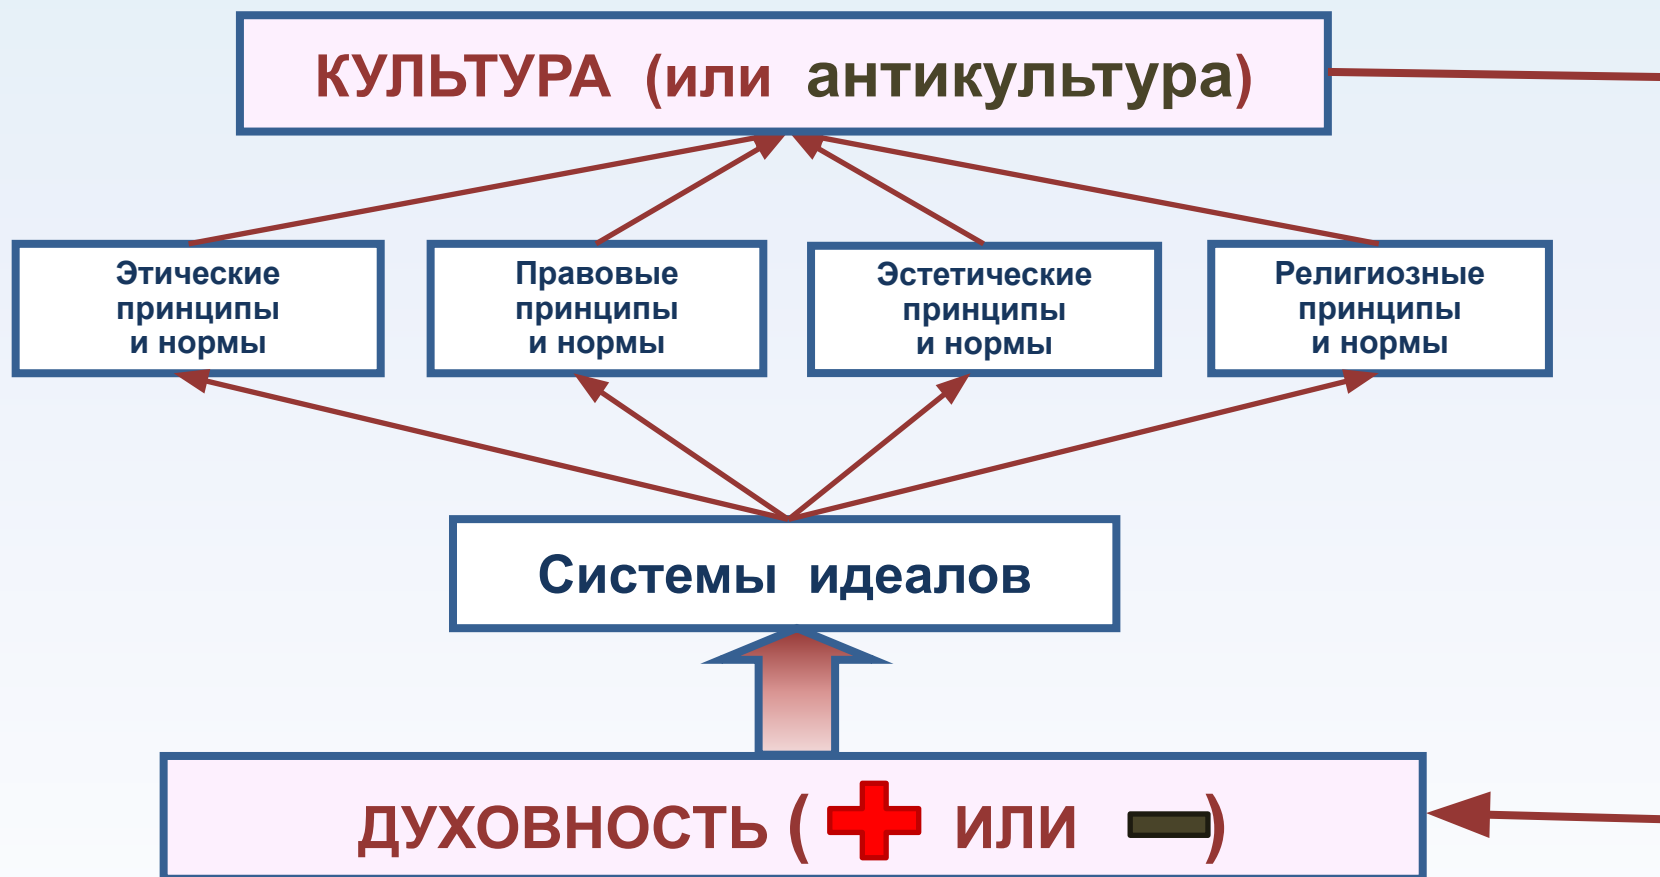 КУЛЬТУРА (или антикультура)
Этические
принципы
и нормы
Правовые
принципы
и нормы
Эстетические
принципы
и нормы
Религиозные
принципы
и нормы
Системы идеалов
ДУХОВНОСТЬ ( ИЛИ )